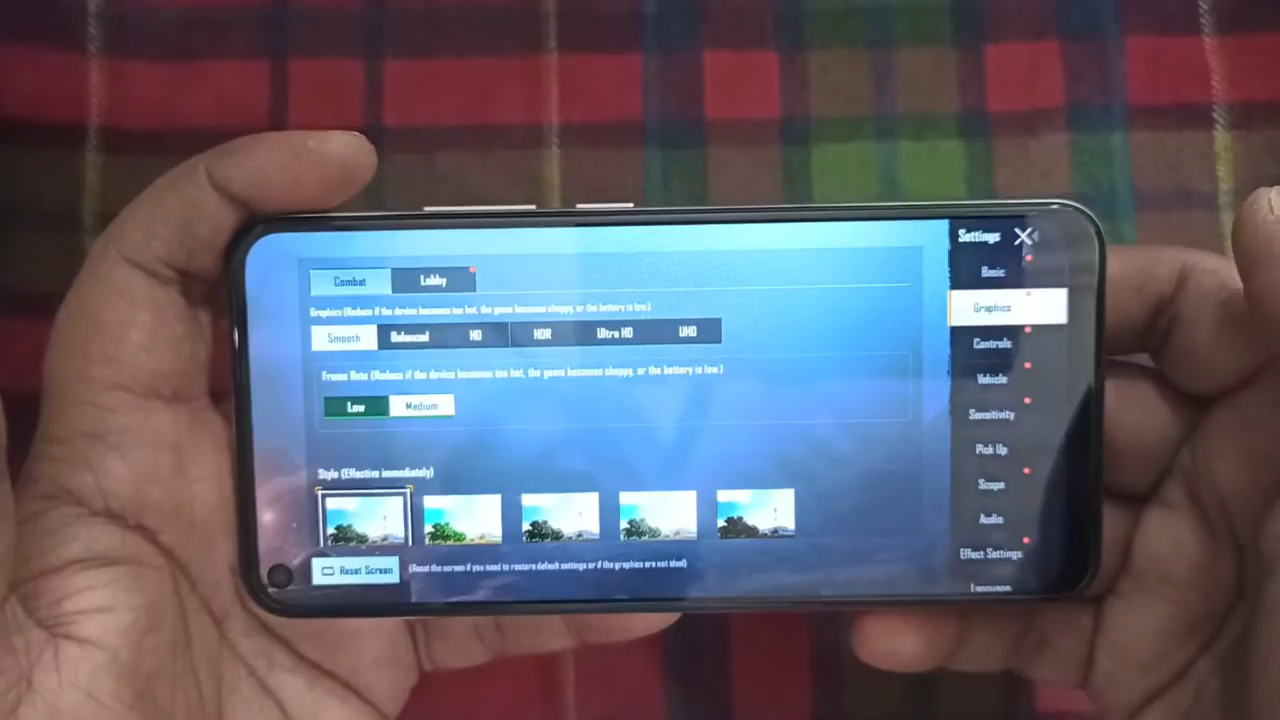 Settings X
Combat Lobby
Basic
Graphics (Reduce if the device becomes too hot, the game becomes choppy, or the battery is low.)
Graphics
Smooth Balanced HD HDR Ultra HD UHD
Controls
Frame Rate (Reduce if the device becomes too hot, the game becomes choppy, or the battery is low.)
Vehicle
Low Medium
Sensitivity
Pick Up
Style (Effective immediately)
Scope
Audio
Effect Settings
Reset Screen (Reset the screen if you need to restore default settings or if the graphics are not ideal)
Language